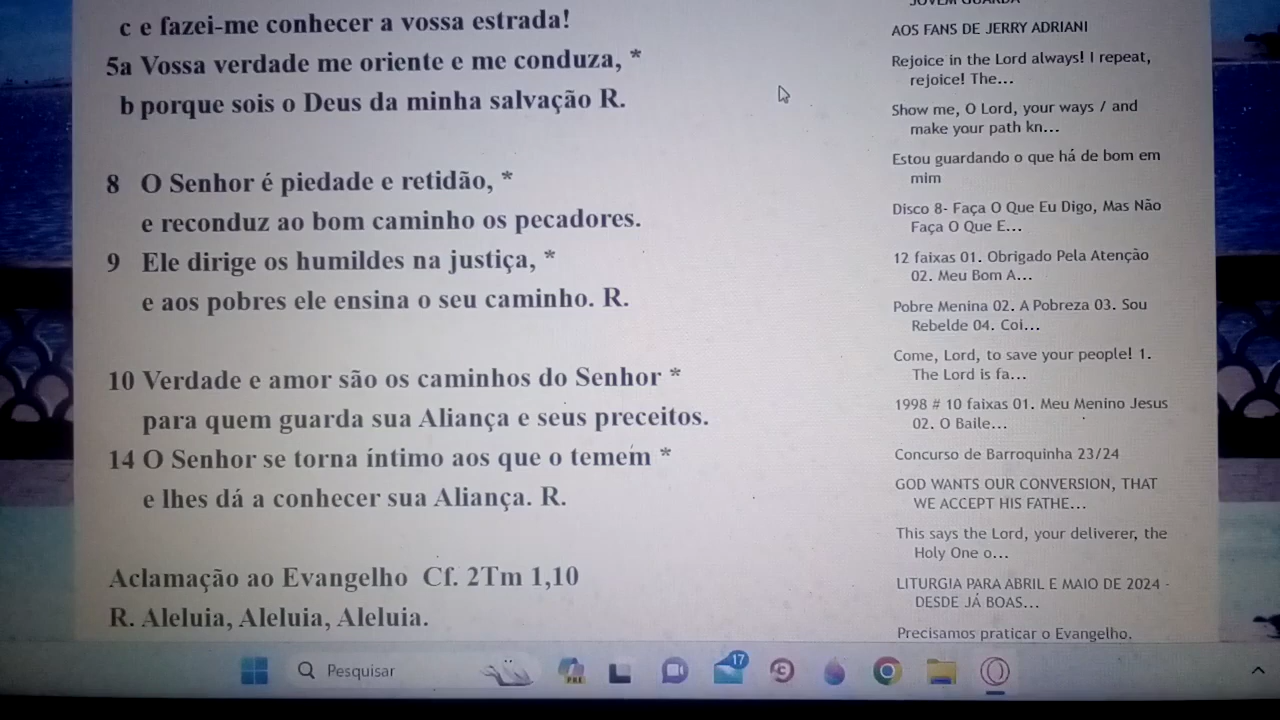 c e fazei-me conhecer a vossa estrada!
5a Vossa verdade me oriente e me conduza, *
b porque sois o Deus da minha salvação R.
8 O Senhor é piedade e retidão, *
e reconduz ao bom caminho os pecadores.
9 Ele dirige os humildes na justiça, *
e aos pobres ele ensina o seu caminho. R.
10 Verdade e amor são os caminhos do Senhor *
para quem guarda sua Aliança e seus preceitos.
14 O Senhor se torna íntimo aos que o temem *
e lhes dá a conhecer sua Aliança. R.
Aclamação ao Evangelho Cf. 2Tm 1,10
R. Aleluia, Aleluia, Aleluia.
JOVEM GUARDA
AOS FANS DE JERRY ADRIANI
Rejoice in the Lord always! I repeat,
rejoice! The...
Show me, O Lord, your ways / and
make your path kn...
Estou guardando o que há de bom em
mim
Disco 8- Faça O Que Eu Digo, Mas Não
Faça O Que E...
12 faixas 01. Obrigado Pela Atenção
02. Meu Bom A...
Pobre Menina 02. A Pobreza 03. Sou
Rebelde 04. Coi...
Come, Lord, to save your people! 1.
The Lord is fa...
1998 # 10 faixas 01. Meu Menino Jesus
02. O Baile...
Concurso de Barroquinha 23/24
GOD WANTS OUR CONVERSION, THAT
WE ACCEPT HIS FATHE...
This says the Lord, your deliverer, the
Holy One o...
LITURGIA PARA ABRIL E MAIO DE 2024 -
DESDE JÁ BOAS...
Precisamos praticar o Evangelho.
Pesquisar
PRE
17